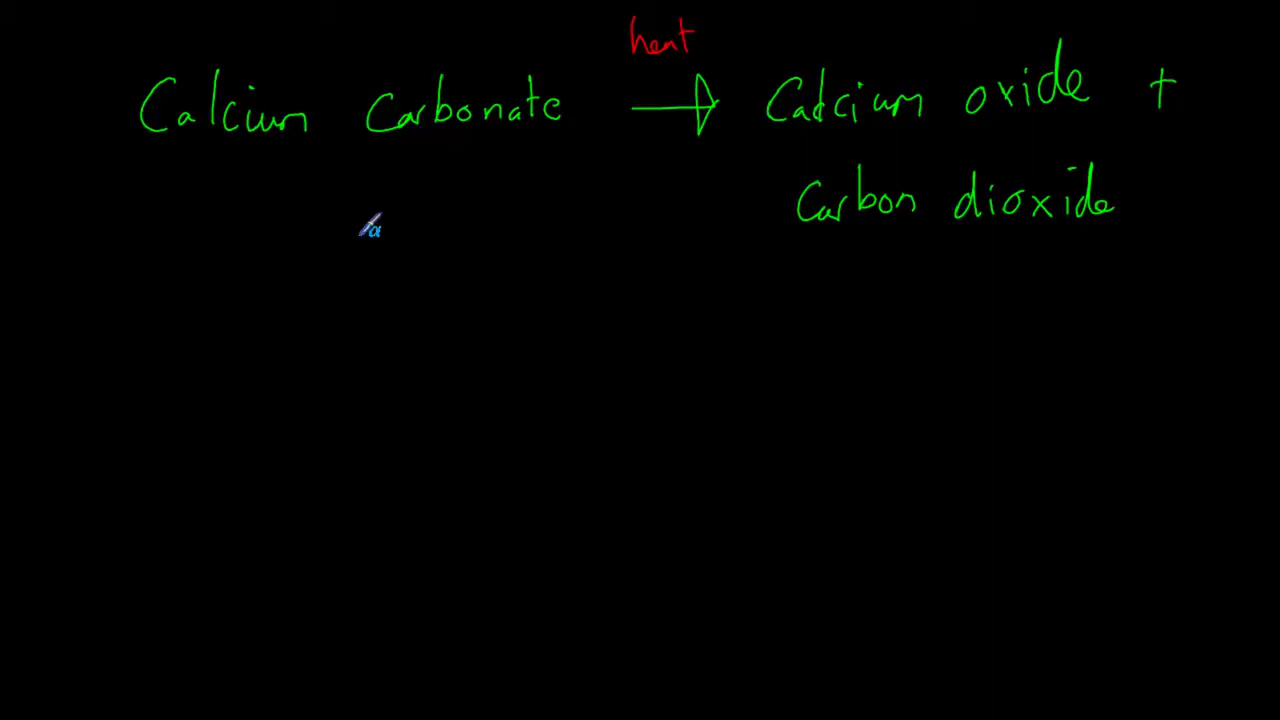 heat
Calcium Carbonate → Calcium oxide +
Carbon dioxide